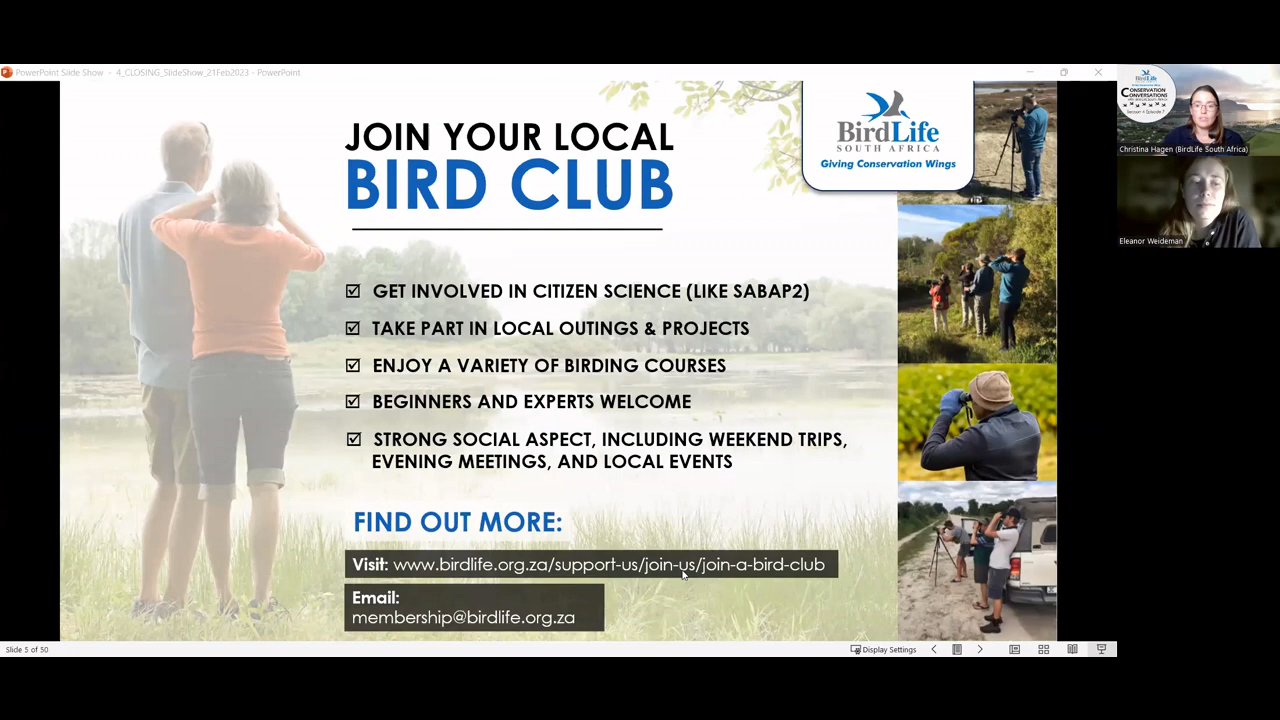 PowerPoint Slide Show - 4_CLOSING_SlideShow_21Feb2023 - PowerPoint
JOIN YOUR LOCAL
BIRD CLUB
BirdLife
SOUTH AFRICA
Giving Conservation Wings
☑ GET INVOLVED IN CITIZEN SCIENCE (LIKE SABAP2)
☑ TAKE PART IN LOCAL OUTINGS & PROJECTS
☑ ENJOY A VARIETY OF BIRDING COURSES
☑ BEGINNERS AND EXPERTS WELCOME
☑ STRONG SOCIAL ASPECT, INCLUDING WEEKEND TRIPS,
EVENING MEETINGS, AND LOCAL EVENTS
FIND OUT MORE:
Visit: www.birdlife.org.za/support-us/join-us/join-a-bird-club
Email:
membership@birdlife.org.za
Slide 5 of 50
Display Settings
BirdLife
CONSERVATION
CONVERSATIONS
Christina Hagen (BirdLife South Africa)
Eleanor Weideman